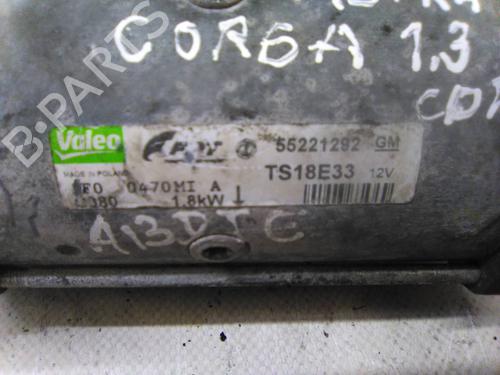 CORSA 1.3
CDT
Valeo
55221292 GM
MADE IN POLAND
TS18E33 12V
0470MI A
1.8kW
A13DTC
B-PARTS